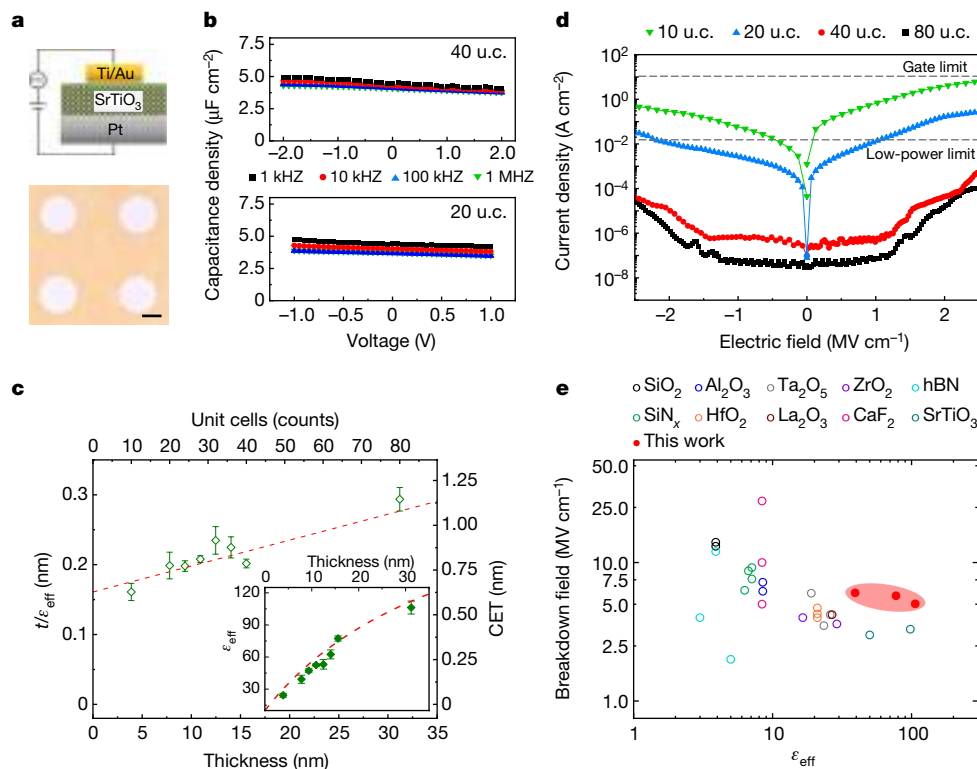 a
Ti/Au
SrTiO₃
Pt
b
Capacitance density (µF cm⁻²)
7.5
5.0
2.5
0
40 u.c.
−2.0 −1.0 0 1.0 2.0
1 kHZ 10 kHZ 100 kHZ 1 MHZ
7.5
5.0
2.5
0
20 u.c.
−1.0 −0.5 0 0.5 1.0
Voltage (V)
c
Unit cells (counts)
0 10 20 30 40 50 60 70 80
t/εeff (nm)
0.3
0.2
0.1
0
CET (nm)
1.25
1.00
0.75
0.50
0.25
0
0 5 10 15 20 25 30 35
Thickness (nm)
Thickness (nm)
0 10 20 30
εeff
120
90
60
30
d
10 u.c. 20 u.c. 40 u.c. 80 u.c.
Current density (A cm⁻²)
10²
10⁰
10⁻²
10⁻⁴
10⁻⁶
10⁻⁸
Gate limit
Low-power limit
−2 −1 0 1 2
Electric field (MV cm⁻¹)
e
SiO₂ Al₂O₃ Ta₂O₅ ZrO₂ hBN
SiNₓ HfO₂ La₂O₃ CaF₂ SrTiO₃
This work
Breakdown field (MV cm⁻¹)
50.0
25.0
10.0
7.5
5.0
2.5
1.0
1 10 100
εeff